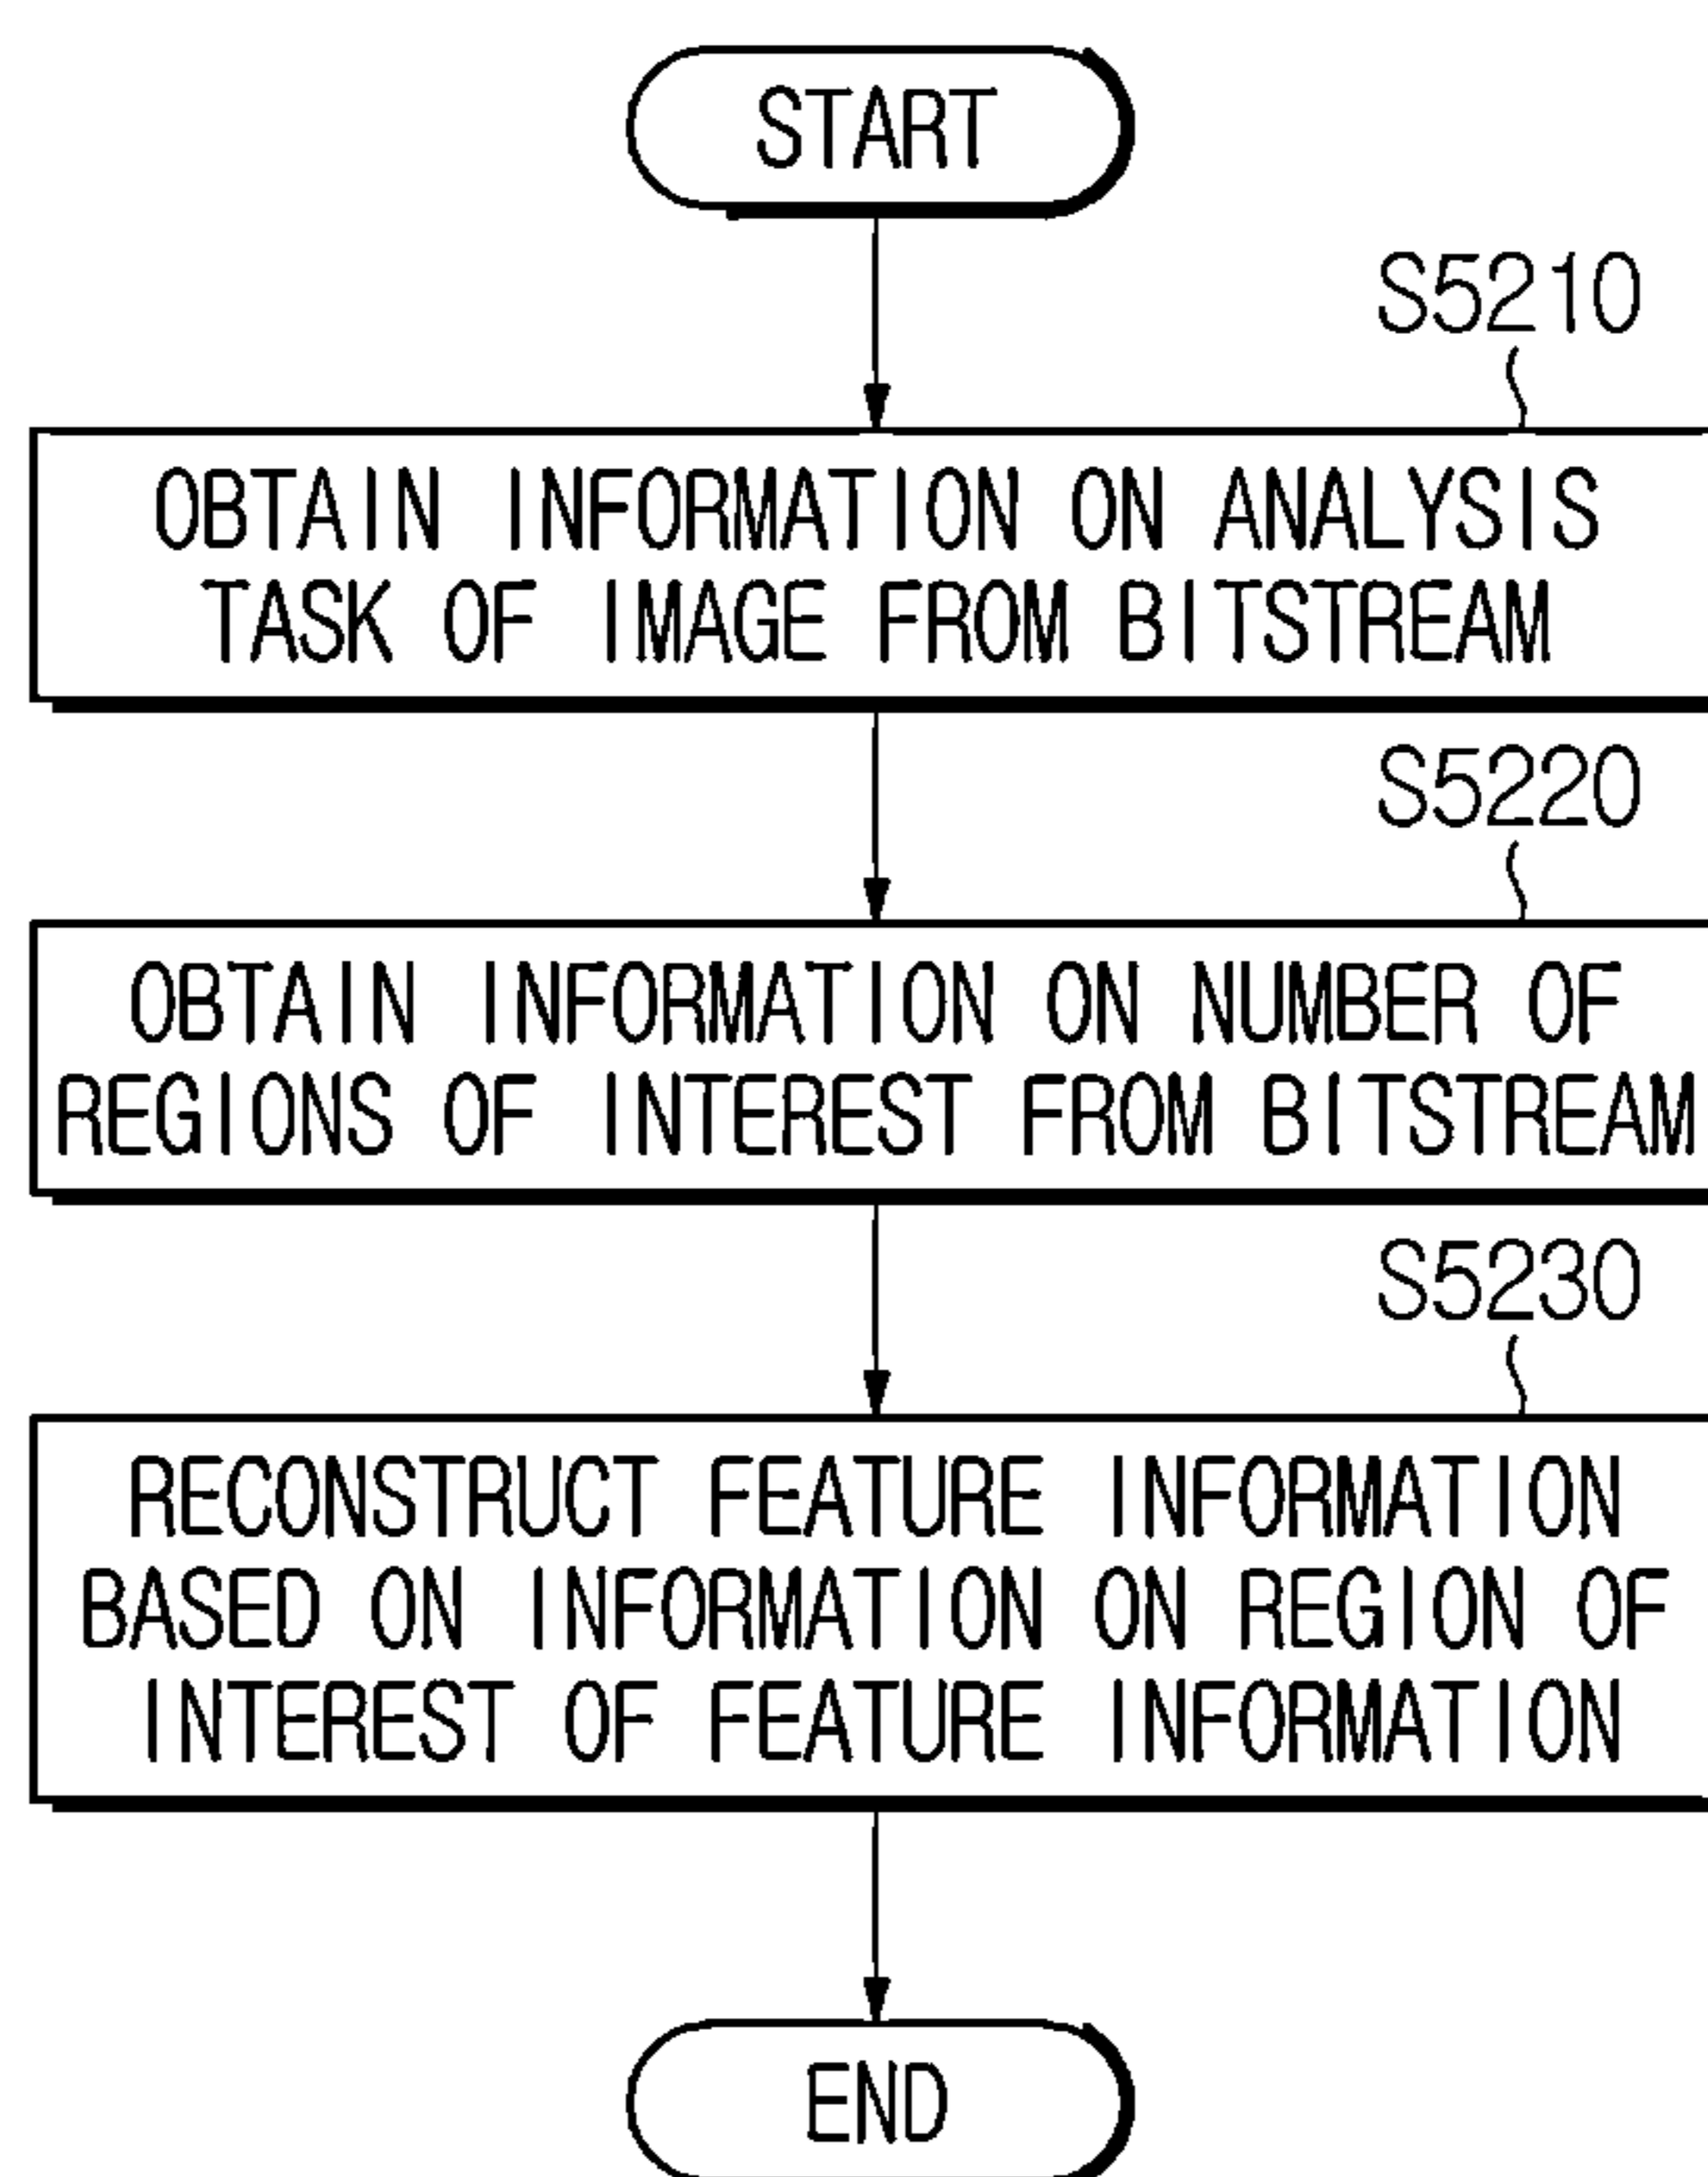 START
S5210
OBTAIN INFORMATION ON ANALYSIS
TASK OF IMAGE FROM BITSTREAM
S5220
OBTAIN INFORMATION ON NUMBER OF
REGIONS OF INTEREST FROM BITSTREAM
S5230
RECONSTRUCT FEATURE INFORMATION
BASED ON INFORMATION ON REGION OF
INTEREST OF FEATURE INFORMATION
END